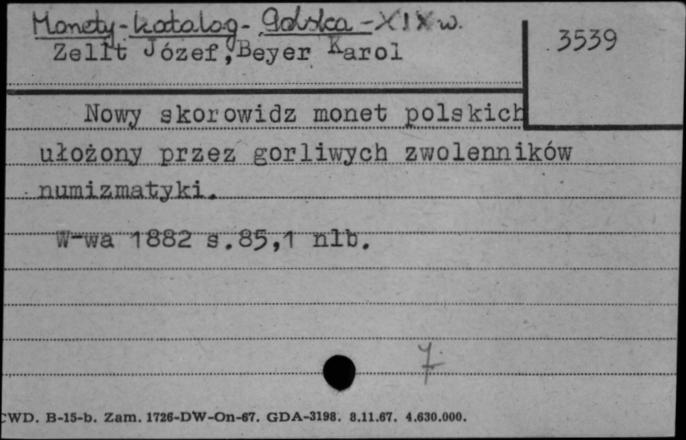 Monety-katalog-Polska-XIX w.
3539
Zellt Józef, Beyer Karol
Nowy skorowidz monet polskich
ułożony przez gorliwych zwolenników
numizmatyki.
W-wa 1882 s.85,1 nlb.
7
CWD. B-15-b. Zam. 1726-DW-On-67. GDA-3198. 8.11.67. 4.630.000.